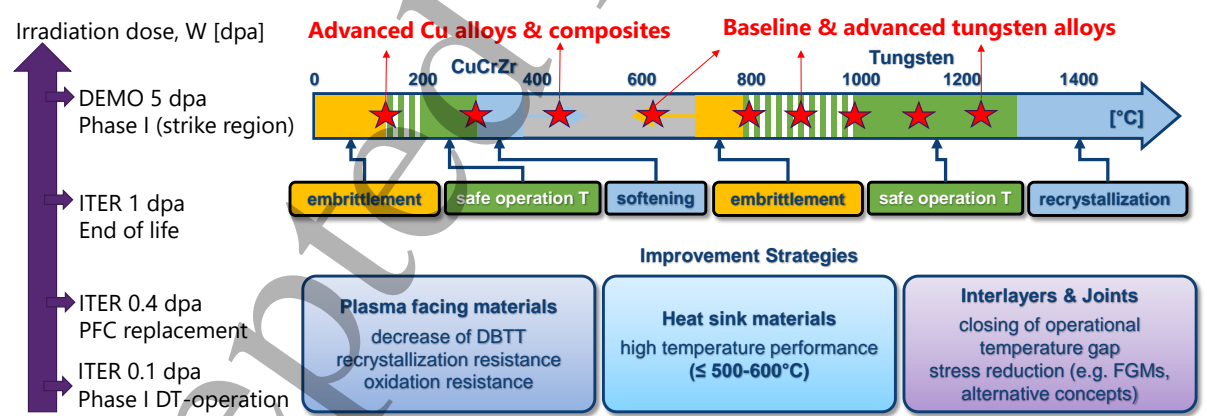 Irradiation dose, W [dpa]
DEMO 5 dpa
Phase I (strike region)
ITER 1 dpa
End of life
ITER 0.4 dpa
PFC replacement
ITER 0.1 dpa
Phase I DT-operation
Advanced Cu alloys & composites
Baseline & advanced tungsten alloys
CuCrZr
Tungsten
0 200 400 600 800 1000 1200 1400
[°C]
embrittlement
safe operation T
softening
embrittlement
safe operation T
recrystallization
Improvement Strategies
Plasma facing materials
decrease of DBTT
recrystallization resistance
oxidation resistance
Heat sink materials
high temperature performance
(≤ 500-600°C)
Interlayers & Joints
closing of operational
temperature gap
stress reduction (e.g. FGMs,
alternative concepts)